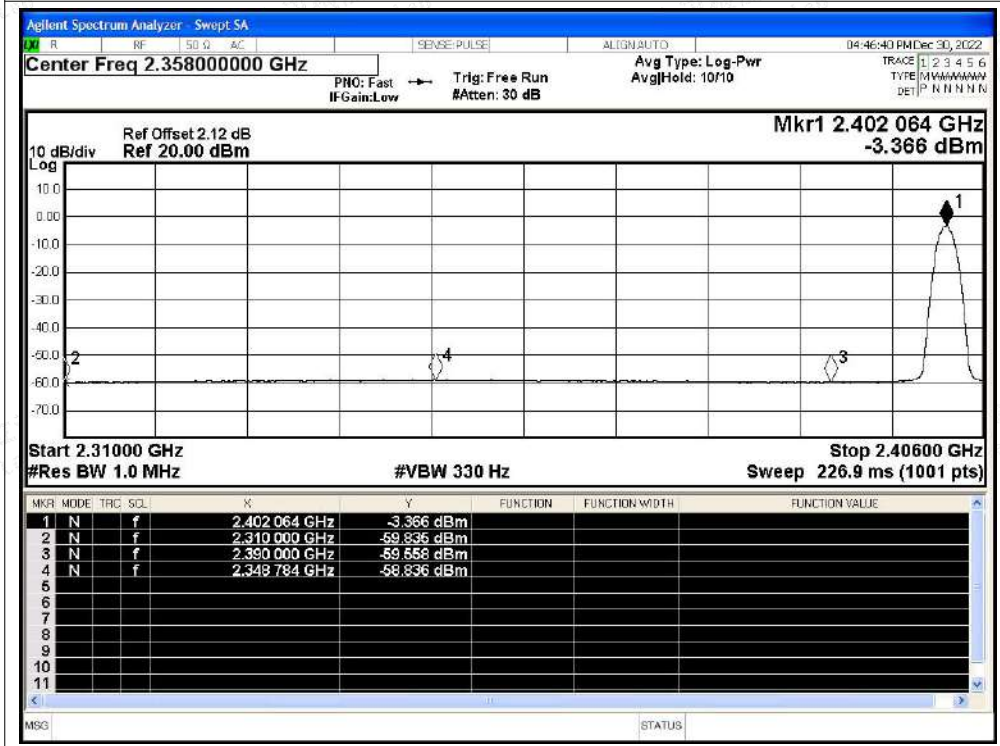 Agilent Spectrum Analyzer - Swept SA
LXI R RF 50 Ω AC SENSE:PULSE ALIGN AUTO 04:46:40 PM Dec 30, 2022
Center Freq 2.358000000 GHz
PNO: Fast
IFGain:Low
Trig: Free Run
#Atten: 30 dB
Avg Type: Log-Pwr
Avg|Hold: 10/10
TRACE 1 2 3 4 5 6
TYPE MWWWWW
DET P N N N N N
Ref Offset 2.12 dB
10 dB/div Ref 20.00 dBm
Log
Mkr1 2.402 064 GHz
-3.366 dBm
10.0
0.00
-10.0
-20.0
-30.0
-40.0
-50.0
-60.0
-70.0
1
2
4
3
Start 2.31000 GHz Stop 2.40600 GHz
#Res BW 1.0 MHz #VBW 330 Hz Sweep 226.9 ms (1001 pts)
MKR MODE TRC SCL X Y FUNCTION FUNCTION WIDTH FUNCTION VALUE
1 N f 2.402 064 GHz -3.366 dBm
2 N f 2.310 000 GHz -59.835 dBm
3 N f 2.390 000 GHz -59.558 dBm
4 N f 2.348 784 GHz -58.836 dBm
5
6
7
8
9
10
11
MSG STATUS